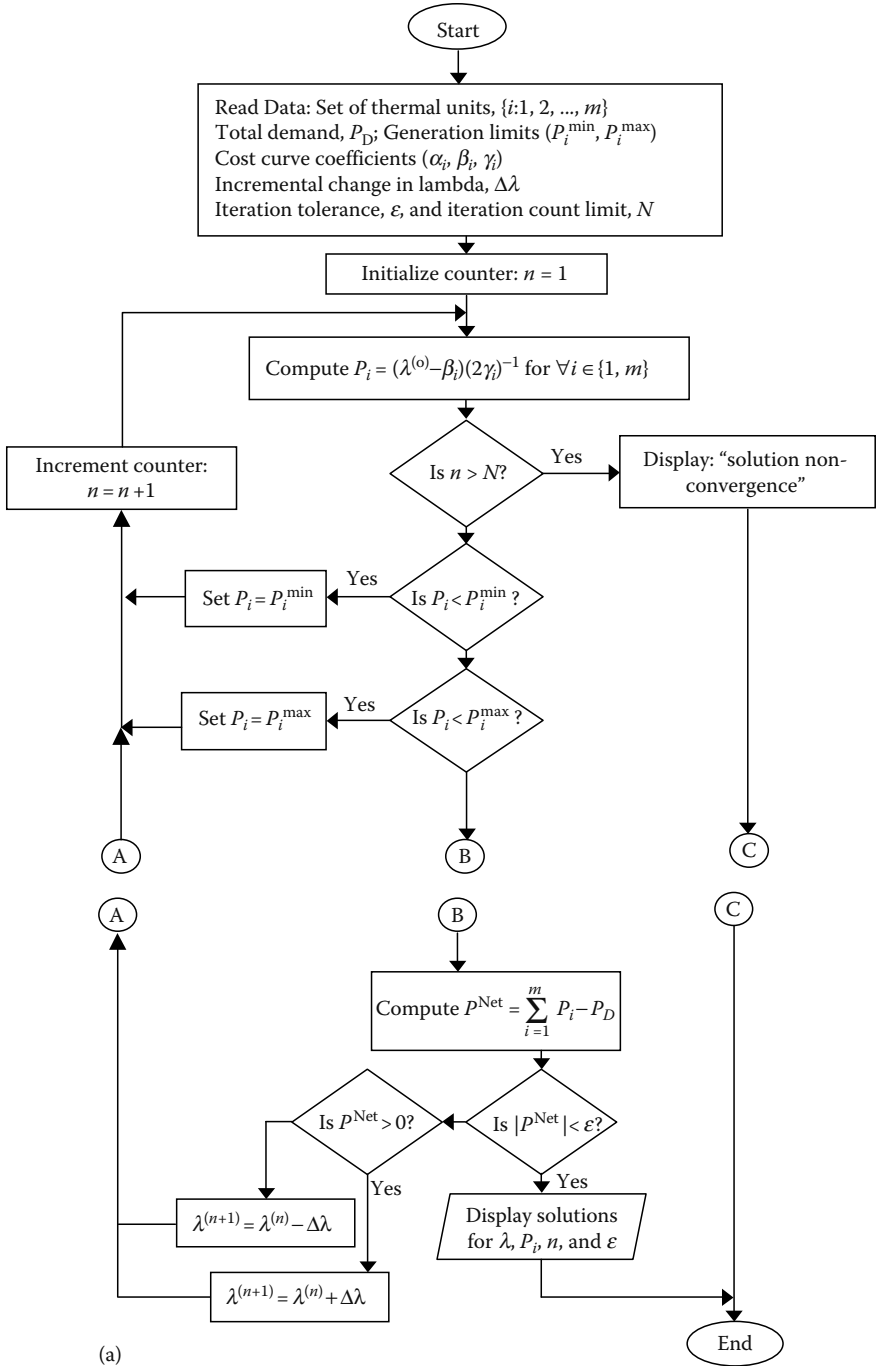 Start
Read Data: Set of thermal units, {i:1, 2, ..., m}
Total demand, P_D; Generation limits (P_i^min, P_i^max)
Cost curve coefficients (α_i, β_i, γ_i)
Incremental change in lambda, Δλ
Iteration tolerance, ε, and iteration count limit, N
Initialize counter: n = 1
Compute P_i = (λ^(o)−β_i)(2γ_i)^−1 for ∀i ∈{1, m}
Increment counter:
n = n +1
Is n > N?
Yes
Display: “solution non-
convergence”
Set P_i = P_i^min
Yes
Is P_i < P_i^min ?
Set P_i = P_i^max
Yes
Is P_i < P_i^max ?
A
B
C
A
B
C
Compute P^Net = ∑_{i=1}^{m} P_i − P_D
Is P^Net > 0?
Is |P^Net| < ε?
Yes
Yes
λ^(n+1) = λ^(n) − Δλ
Display solutions
for λ, P_i, n, and ε
λ^(n+1) = λ^(n) + Δλ
End
(a)